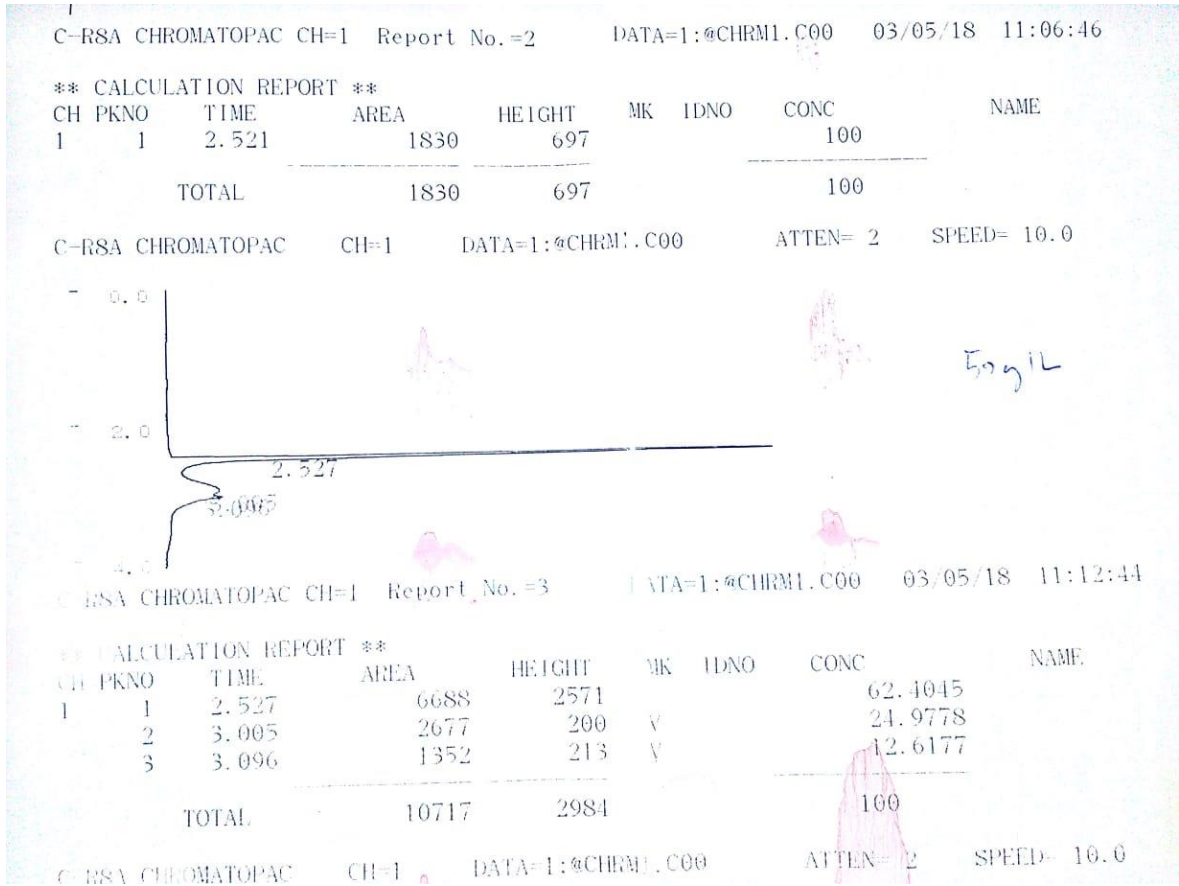 C-R8A CHROMATOPAC CH=1 Report No.=2 DATA=1:@CHRM1.C00 03/05/18 11:06:46
** CALCULATION REPORT **
CH PKNO TIME AREA HEIGHT MK IDNO CONC NAME
1 1 2.521 1830 697 100
TOTAL 1830 697 100
C-R8A CHROMATOPAC CH=1 DATA=1:@CHRM1.C00 ATTEN= 2 SPEED= 10.0
0.0
2.0
2.527
4.0
C-R8A CHROMATOPAC CH=1 Report No.=3 DATA=1:@CHRM1.C00 03/05/18 11:12:44
** CALCULATION REPORT **
CH PKNO TIME AREA HEIGHT MK IDNO CONC NAME
1 1 2.527 6688 2571 62.4045
2 3.005 2677 200 V 24.9778
3 3.096 1352 213 V 12.6177
TOTAL 10717 2984 100
C-R8A CHROMATOPAC CH=1 DATA=1:@CHRM1.C00 ATTEN= 2 SPEED= 10.0